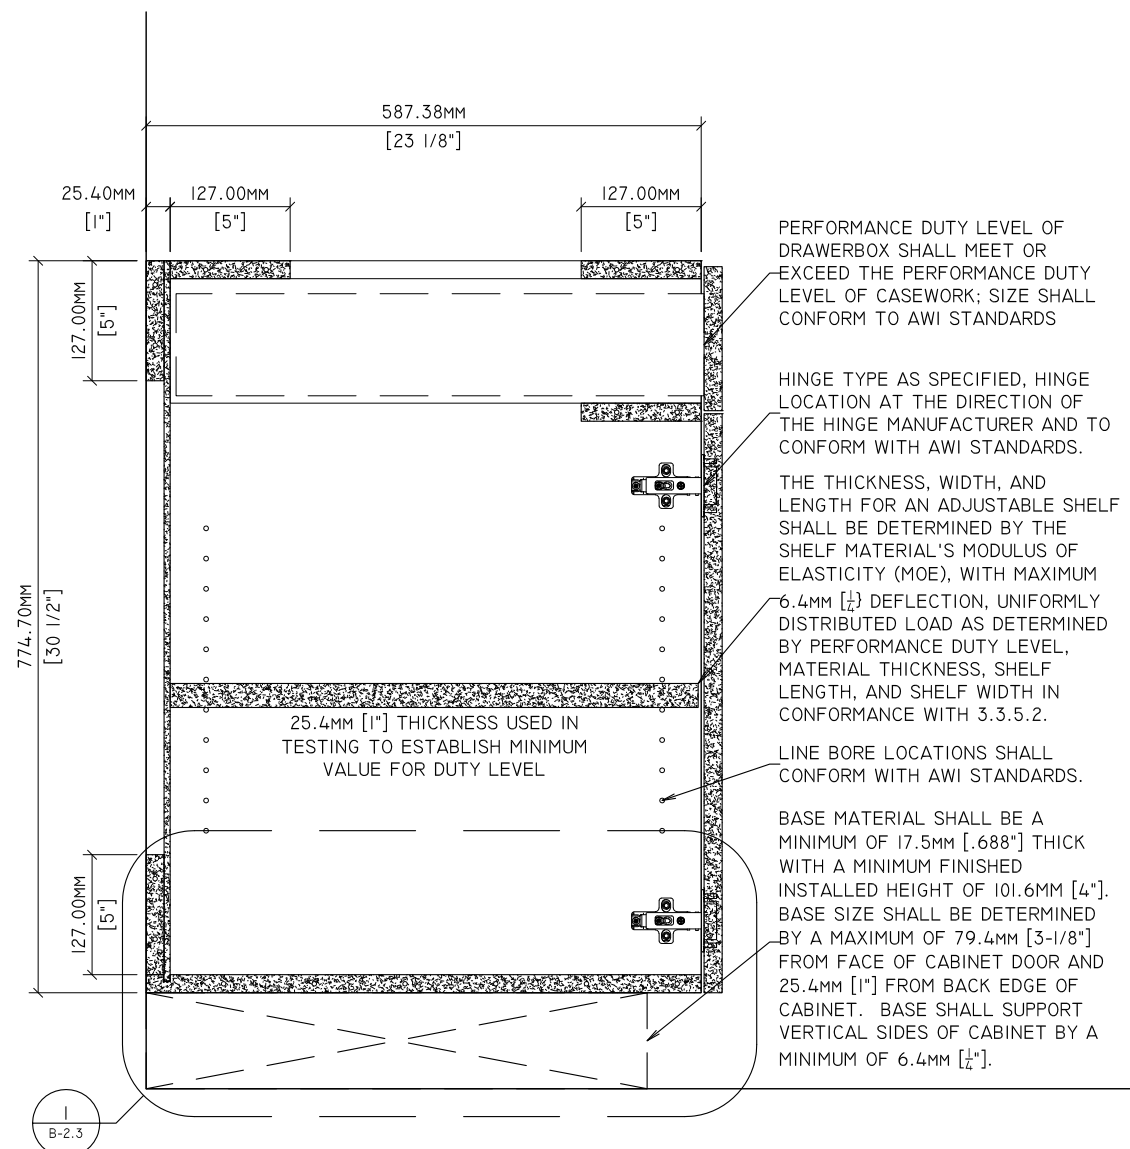 587.38MM
[23 1/8"]
25.40MM
[1"]
127.00MM
[5"]
127.00MM
[5"]
127.00MM
[5"]
774.70MM
[30 1/2"]
127.00MM
[5"]
25.4MM [1"] THICKNESS USED IN
TESTING TO ESTABLISH MINIMUM
VALUE FOR DUTY LEVEL
PERFORMANCE DUTY LEVEL OF
DRAWERBOX SHALL MEET OR
EXCEED THE PERFORMANCE DUTY
LEVEL OF CASEWORK; SIZE SHALL
CONFORM TO AWI STANDARDS
HINGE TYPE AS SPECIFIED, HINGE
LOCATION AT THE DIRECTION OF
THE HINGE MANUFACTURER AND TO
CONFORM WITH AWI STANDARDS.
THE THICKNESS, WIDTH, AND
LENGTH FOR AN ADJUSTABLE SHELF
SHALL BE DETERMINED BY THE
SHELF MATERIAL'S MODULUS OF
ELASTICITY (MOE), WITH MAXIMUM
6.4MM [1/4} DEFLECTION, UNIFORMLY
DISTRIBUTED LOAD AS DETERMINED
BY PERFORMANCE DUTY LEVEL,
MATERIAL THICKNESS, SHELF
LENGTH, AND SHELF WIDTH IN
CONFORMANCE WITH 3.3.5.2.
LINE BORE LOCATIONS SHALL
CONFORM WITH AWI STANDARDS.
BASE MATERIAL SHALL BE A
MINIMUM OF 17.5MM [.688"] THICK
WITH A MINIMUM FINISHED
INSTALLED HEIGHT OF 101.6MM [4"].
BASE SIZE SHALL BE DETERMINED
BY A MAXIMUM OF 79.4MM [3-1/8"]
FROM FACE OF CABINET DOOR AND
25.4MM [1"] FROM BACK EDGE OF
CABINET. BASE SHALL SUPPORT
VERTICAL SIDES OF CABINET BY A
MINIMUM OF 6.4MM [1/4"].
1
B-2.3